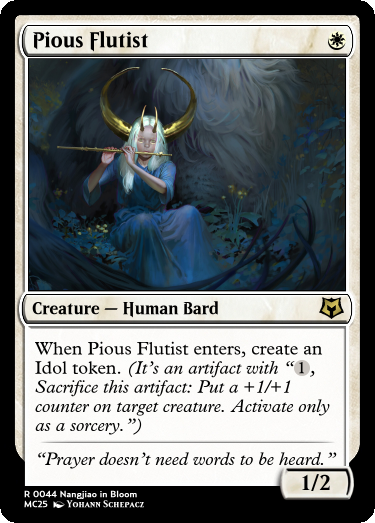 Pious Flutist
Creature — Human Bard
When Pious Flutist enters, create an
Idol token. (It's an artifact with “1,
Sacrifice this artifact: Put a +1/+1
counter on target creature. Activate only
as a sorcery.”)
“Prayer doesn't need words to be heard.”
1/2
R 0044 Nangjiao in Bloom
MC25 Yohann Schepacz